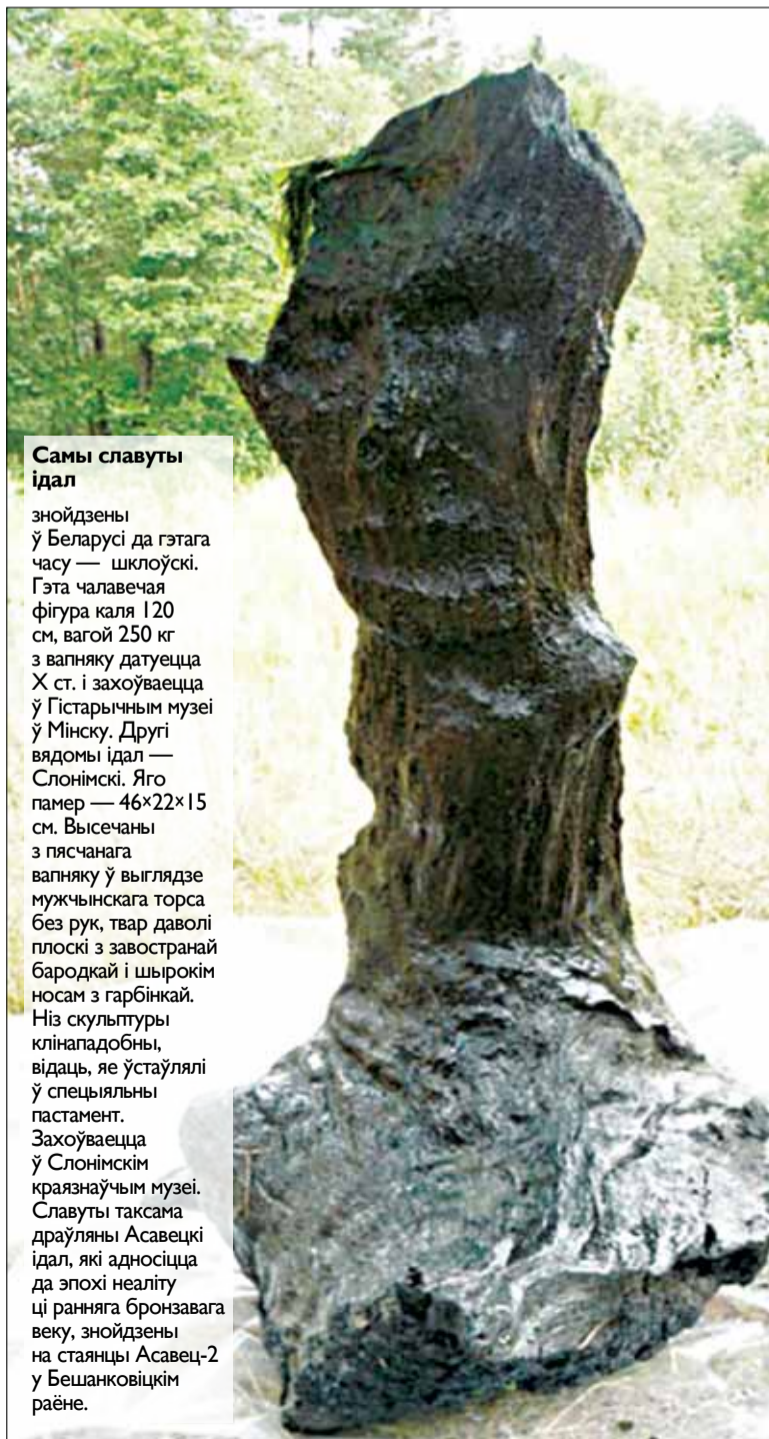 Самы славуты
ідал
знойдзены
ў Беларусі да гэтага
часу — шклоўскі.
Гэта чалавечая
фігура каля 120
см, вагой 250 кг
з вапняку датуецца
X ст. і захоўваецца
ў Гістарычным музеі
ў Мінску. Другі
вядомы ідал —
Слонімскі. Яго
памер — 46×22×15
см. Высечаны
з пясчанага
вапняку ў выглядзе
мужчынскага торса
без рук, твар даволі
плоскі з завостранай
бародкай і шырокім
носам з гарбінкай.
Ніз скульптуры
клінападобны,
відаць, яе ўстаўлялі
ў спецыяльны
пастамент.
Захоўваецца
ў Слонімскім
краязнаўчым музеі.
Славуты таксама
драўляны Асавецкі
ідал, які адносіцца
да эпохі неаліту
ці ранняга бронзавага
веку, знойдзены
на стаянцы Асавец-2
у Бешанковіцкім
раёне.